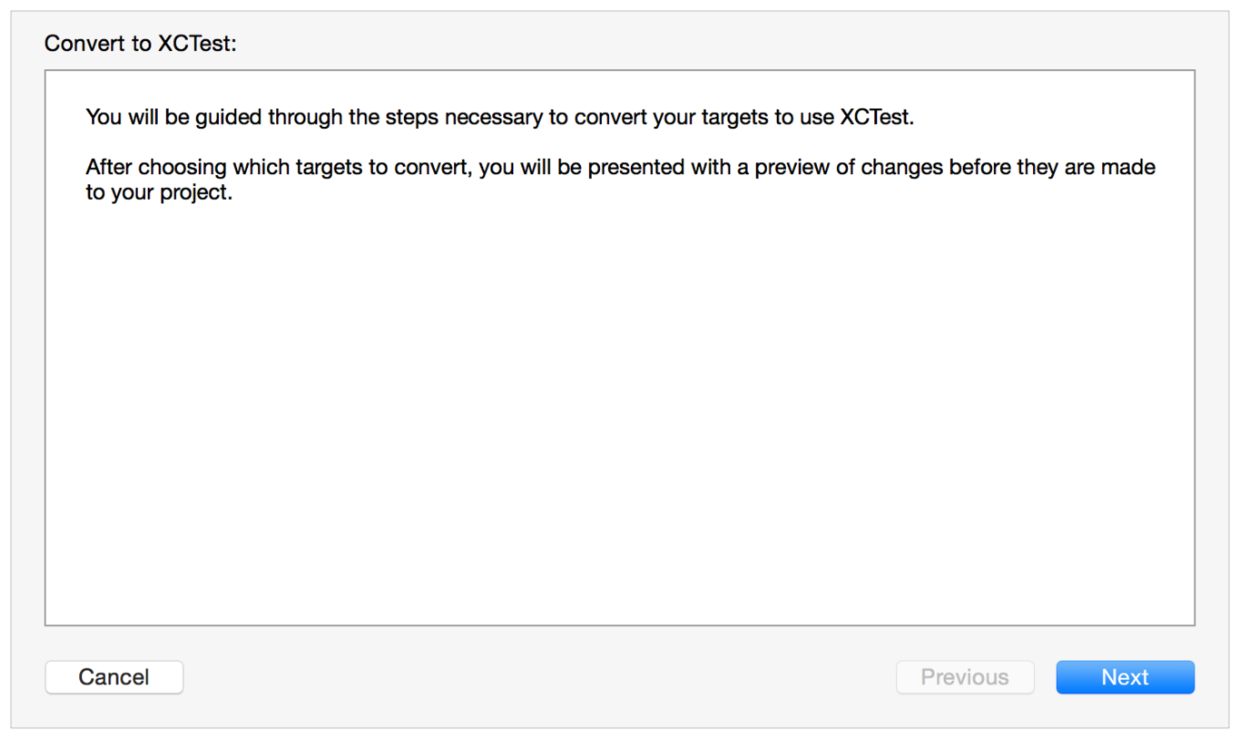 Convert to XCTest:
You will be guided through the steps necessary to convert your targets to use XCTest.
After choosing which targets to convert, you will be presented with a preview of changes before they are made
to your project.
Cancel
Previous
Next